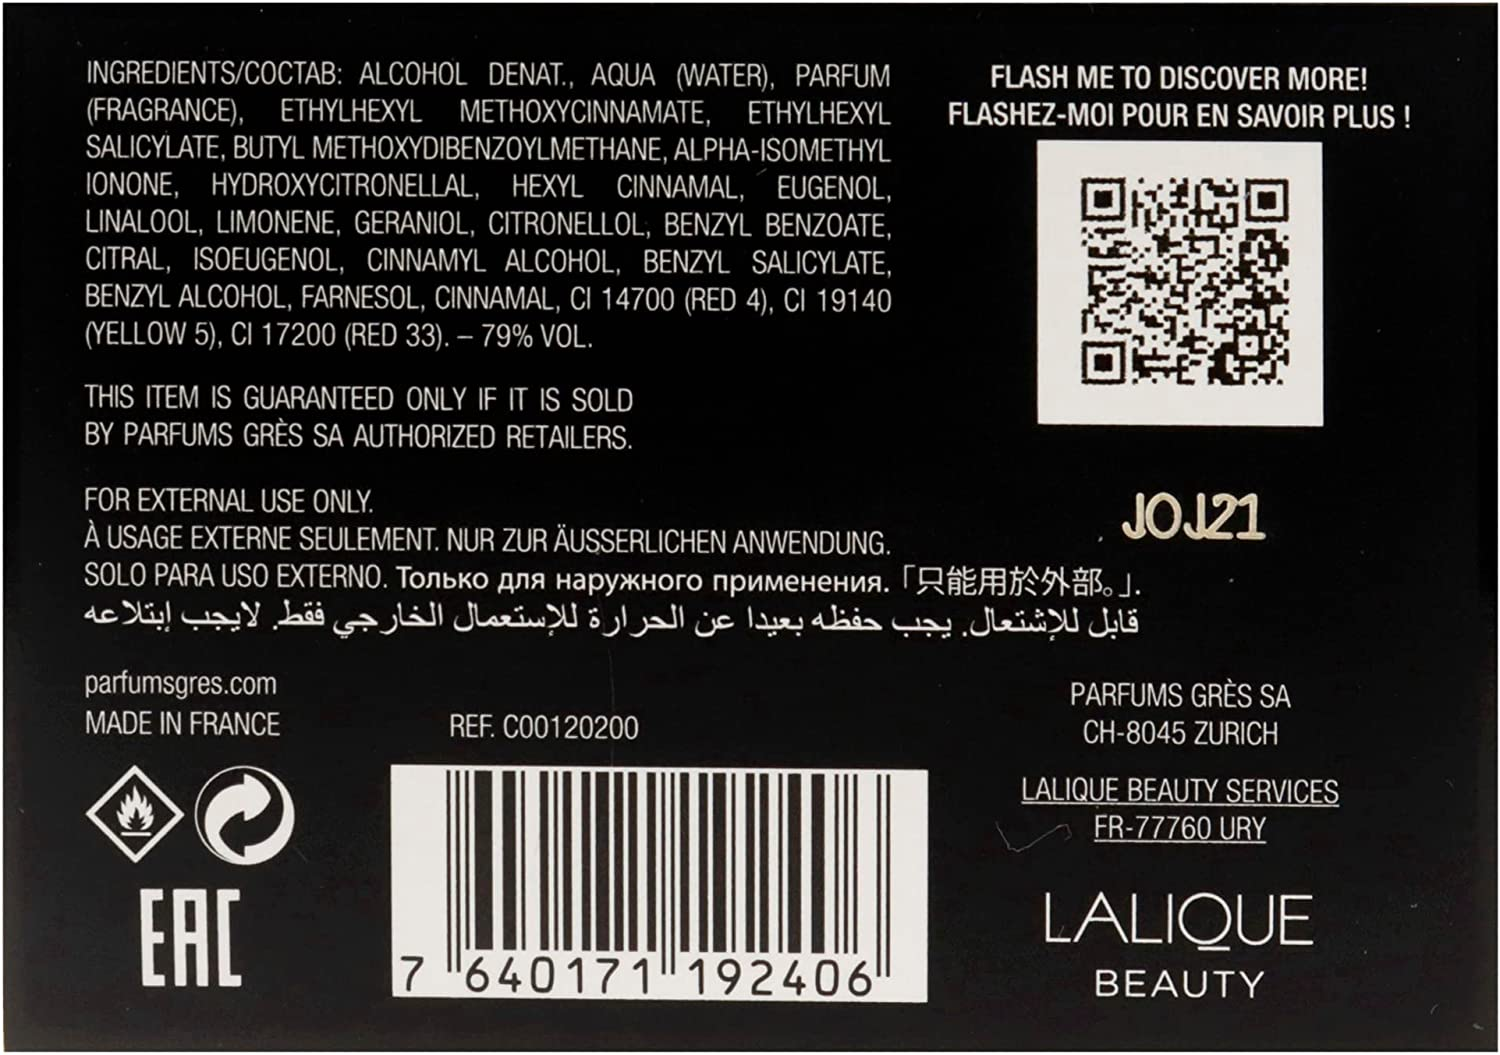 INGREDIENTS/COCTAB: ALCOHOL DENAT., AQUA (WATER), PARFUM
(FRAGRANCE), ETHYLHEXYL METHOXYCINNAMATE, ETHYLHEXYL
SALICYLATE, BUTYL METHOXYDIBENZOYLMETHANE, ALPHA-ISOMETHYL
IONONE, HYDROXYCITRONELLAL, HEXYL CINNAMAL, EUGENOL,
LINALOOL, LIMONENE, GERANIOL, CITRONELLOL, BENZYL BENZOATE,
CITRAL, ISOEUGENOL, CINNAMYL ALCOHOL, BENZYL SALICYLATE,
BENZYL ALCOHOL, FARNESOL, CINNAMAL, CI 14700 (RED 4), CI 19140
(YELLOW 5), CI 17200 (RED 33). – 79% VOL.
THIS ITEM IS GUARANTEED ONLY IF IT IS SOLD
BY PARFUMS GRÈS SA AUTHORIZED RETAILERS.
FLASH ME TO DISCOVER MORE!
FLASHEZ-MOI POUR EN SAVOIR PLUS !
JOJ21
FOR EXTERNAL USE ONLY.
À USAGE EXTERNE SEULEMENT. NUR ZUR ÄUSSERLICHEN ANWENDUNG.
SOLO PARA USO EXTERNO. Только для наружного применения.「只能用於外部。」.
قابل للإشتعال. يجب حفظه بعيدا عن الحرارة للإستعمال الخارجي فقط. لايجب إبتلاعه
parfumsgres.com
MADE IN FRANCE
REF. C00120200
EAC
7 640171 192406
PARFUMS GRÈS SA
CH-8045 ZURICH
LALIQUE BEAUTY SERVICES
FR-77760 URY
LALIQUE
BEAUTY